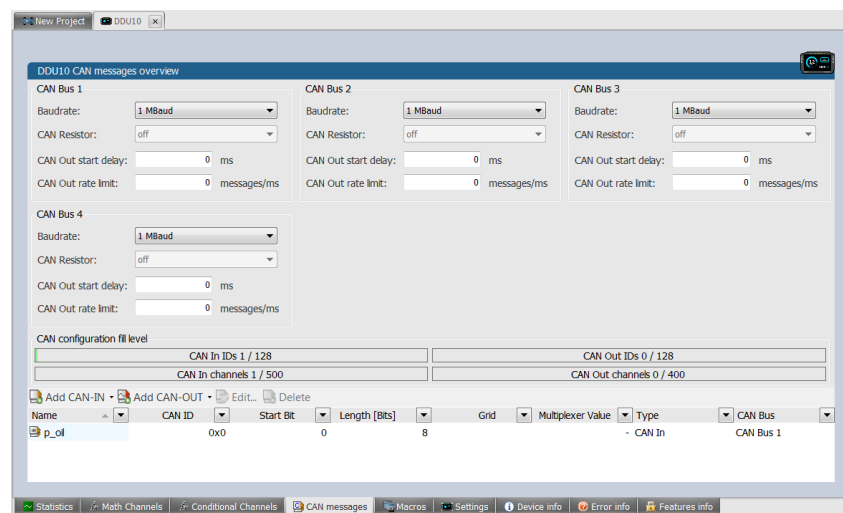 New Project DDU10
DDU10 CAN messages overview
CAN Bus 1 CAN Bus 2 CAN Bus 3
Baudrate: 1 MBaud Baudrate: 1 MBaud Baudrate: 1 MBaud
CAN Resistor: off CAN Resistor: off CAN Resistor: off
CAN Out start delay: 0 ms CAN Out start delay: 0 ms CAN Out start delay: 0 ms
CAN Out rate limit: 0 messages/ms CAN Out rate limit: 0 messages/ms CAN Out rate limit: 0 messages/ms
CAN Bus 4
Baudrate: 1 MBaud
CAN Resistor: off
CAN Out start delay: 0 ms
CAN Out rate limit: 0 messages/ms
CAN configuration fill level
CAN In IDs 1 / 128 CAN Out IDs 0 / 128
CAN In channels 1 / 500 CAN Out channels 0 / 400
Add CAN-IN Add CAN-OUT Edit... Delete
Name CAN ID Start Bit Length [Bits] Grid Multiplexer Value Type CAN Bus
p_oil 0x0 0 8 - CAN In CAN Bus 1
Statistics Math Channels Conditional Channels CAN messages Macros Settings Device info Error info Features info